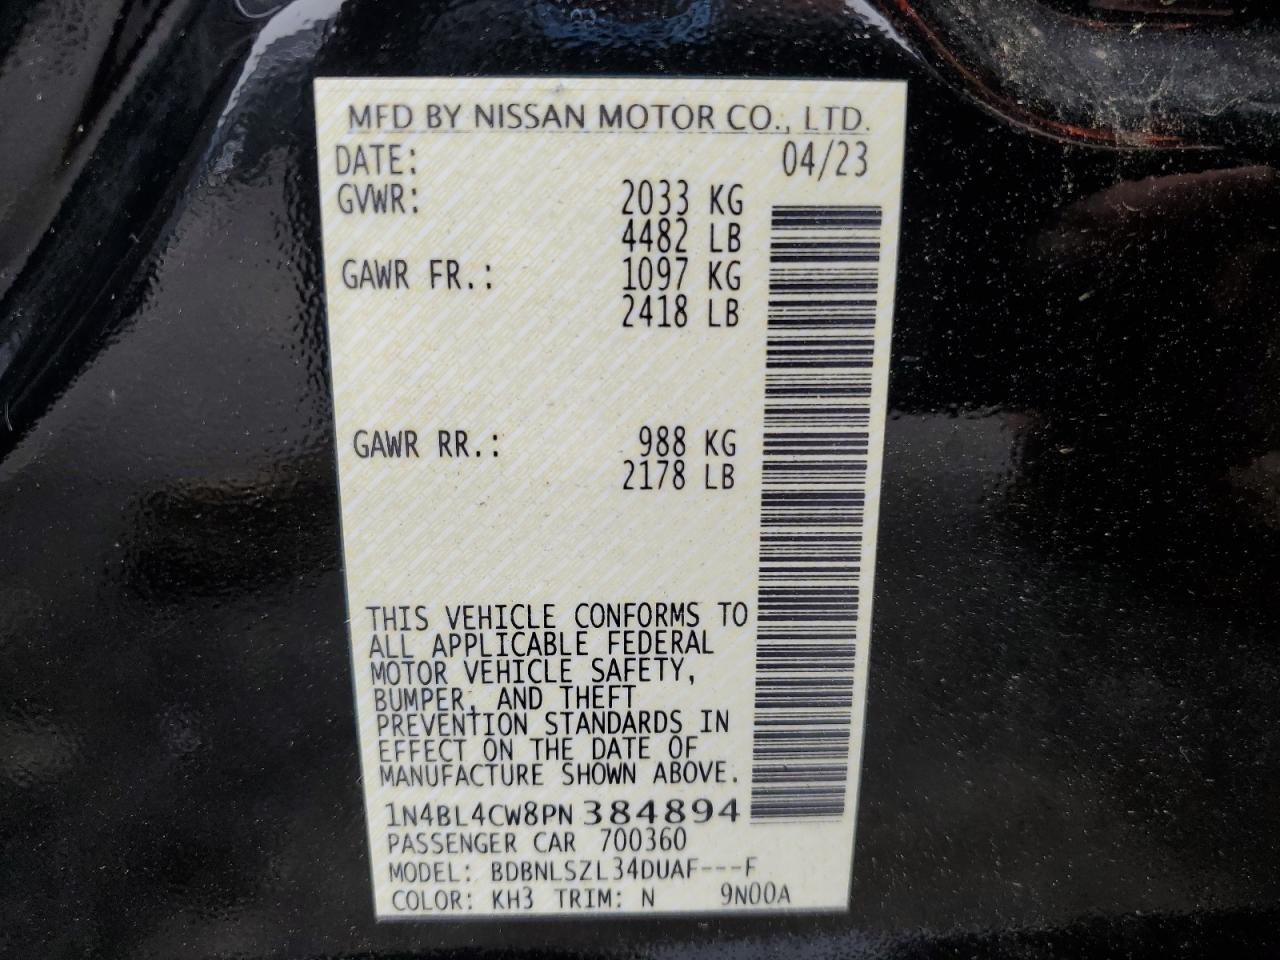 MFD BY NISSAN MOTOR CO., LTD.
DATE: 04/23
GVWR: 2033 KG
4482 LB
GAWR FR.: 1097 KG
2418 LB
GAWR RR.: 988 KG
2178 LB
THIS VEHICLE CONFORMS TO
ALL APPLICABLE FEDERAL
MOTOR VEHICLE SAFETY,
BUMPER, AND THEFT
PREVENTION STANDARDS IN
EFFECT ON THE DATE OF
MANUFACTURE SHOWN ABOVE.
1N4BL4CW8PN384894
PASSENGER CAR 700360
MODEL: BDBNLSZL34DUAF---F
COLOR: KH3 TRIM: N 9N00A